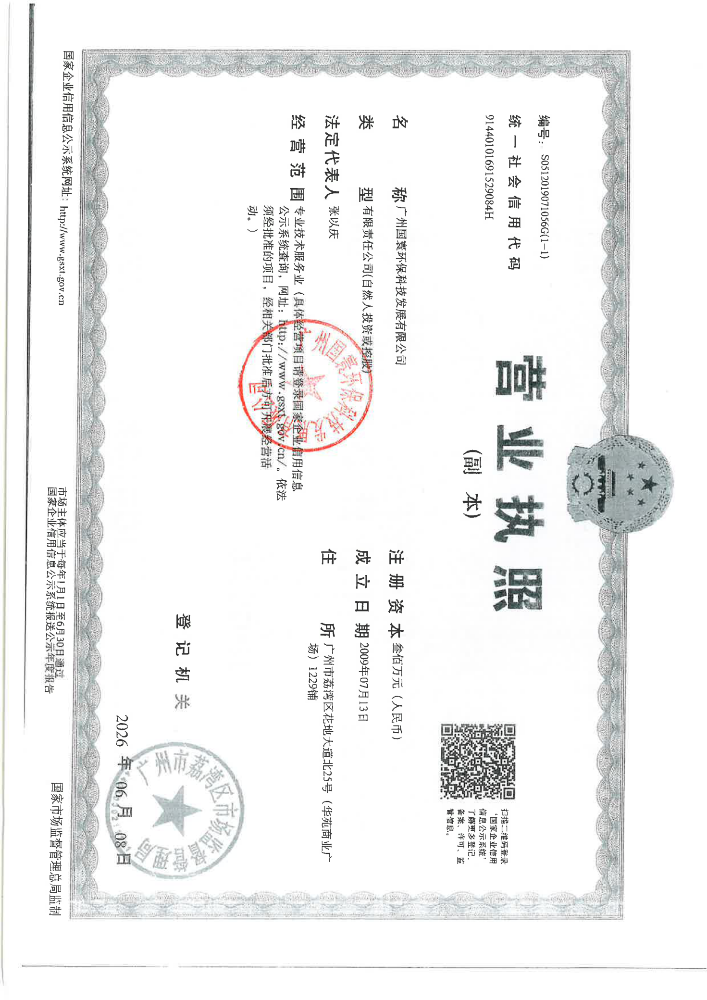 编号: S0512019071056G(1-1)
统一社会信用代码
91440101691529084H
营业执照
(副 本)
扫描二维码登录
‘国家企业信用
信息公示系统’
了解更多登记、
备案、许可、监
管信息。
名 称 广州国寰环保科技发展有限公司
类 型 有限责任公司(自然人投资或控股)
法定代表人 张以庆
经营范围 专业技术服务业（具体经营项目请登录国家企业信用信息
公示系统查询，网址：http://www.gsxt.gov.cn/。依法
须经批准的项目，经相关部门批准后方可开展经营活
动。）
注册资本 叁佰万元（人民币）
成立日期 2009年07月13日
住 所 广州市荔湾区花地大道北25号（华苑商业广
场）1229铺
广州国寰环保科技发展有限公司
登记机关
广州市荔湾区市场监督管理局
2026 年 06 月 08 日
国家企业信用信息公示系统网址: http://www.gsxt.gov.cn
市场主体应当于每年1月1日至6月30日通过
国家企业信用信息公示系统报送公示年度报告
国家市场监督管理总局监制